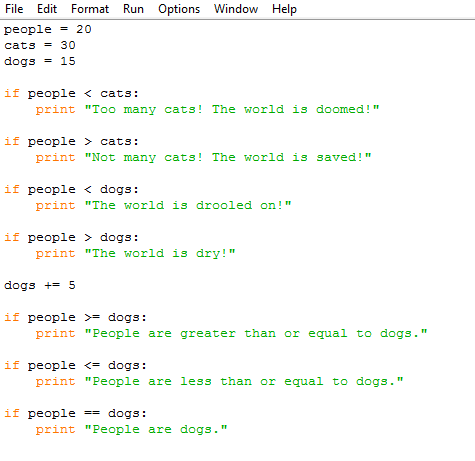 File Edit Format Run Options Window Help
people = 20
cats = 30
dogs = 15
if people < cats:
    print "Too many cats! The world is doomed!"
if people > cats:
    print "Not many cats! The world is saved!"
if people < dogs:
    print "The world is drooled on!"
if people > dogs:
    print "The world is dry!"
dogs += 5
if people >= dogs:
    print "People are greater than or equal to dogs."
if people <= dogs:
    print "People are less than or equal to dogs."
if people == dogs:
    print "People are dogs."